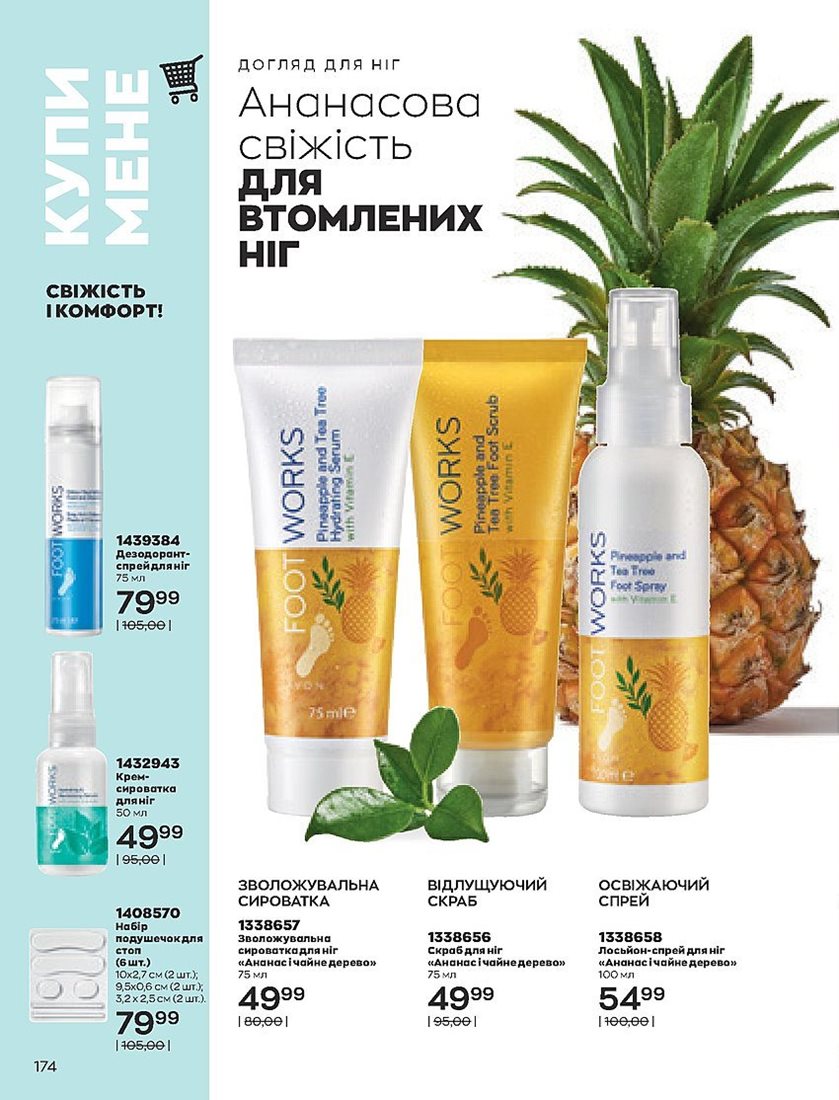 КУПИ
МЕНЕ
СВІЖІСТЬ
І КОМФОРТ!
FOOT WORKS
1439384
Дезодорант-
спрей для ніг
75 мл
79⁹⁹
|105,00|
FOOT WORKS
1432943
Крем-
сироватка
для ніг
50 мл
49⁹⁹
|95,00|
1408570
Набір
подушечок для
стоп
(6 шт.)
10х2,7 см (2 шт.);
9,5х0,6 см (2 шт.);
3,2 х 2,5 см (2 шт.).
79⁹⁹
|105,00|
174
ДОГЛЯД ДЛЯ НІГ
Ананасова
свіжість
ДЛЯ
ВТОМЛЕНИХ
НІГ
FOOT WORKS
Pineapple and Tea Tree
Hydrating Serum
with Vitamin E
AVON
75 ml e
FOOT WORKS
Pineapple and
Tea Tree Foot Scrub
with Vitamin E
FOOT WORKS
Pineapple and
Tea Tree
Foot Spray
with Vitamin E
ЗВОЛОЖУВАЛЬНА
СИРОВАТКА
1338657
Зволожувальна
сироватка для ніг
«Ананас і чайне дерево»
75 мл
49⁹⁹
|80,00|
ВІДЛУЩУЮЧИЙ
СКРАБ
1338656
Скраб для ніг
«Ананас і чайне дерево»
75 мл
49⁹⁹
|95,00|
ОСВІЖАЮЧИЙ
СПРЕЙ
1338658
Лосьйон-спрей для ніг
«Ананас і чайне дерево»
100 мл
54⁹⁹
|100,00|